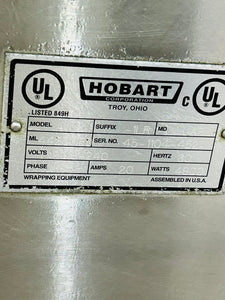 UL
HOBART
CORPORATION
TROY, OHIO
C UL
LISTED 849H
MODEL SUFFIX MD
ML SER. NO.
VOLTS HERTZ
PHASE AMPS 20 WATTS
WRAPPING EQUIPMENT ASSEMBLED IN U.S.A.